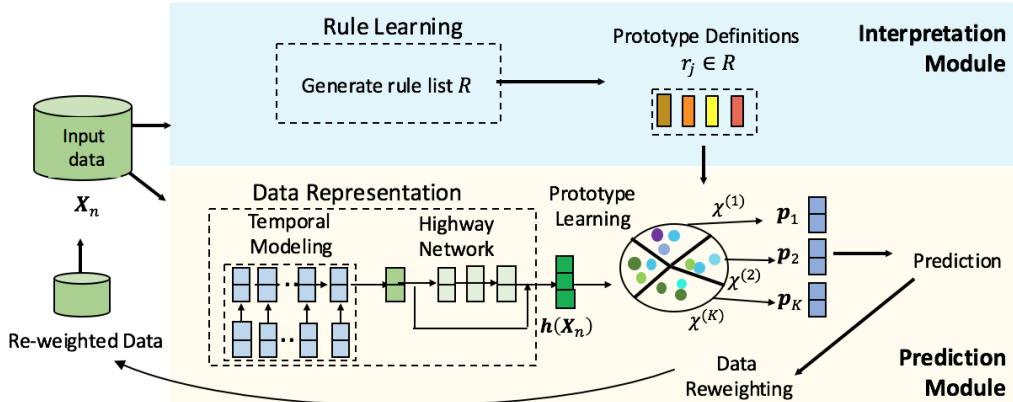 Rule Learning
Generate rule list R
Prototype Definitions
r_j ∈ R
Interpretation
Module
Input
data
X_n
Re-weighted Data
Data Representation
Temporal
Modeling
Highway
Network
h(X_n)
Prototype
Learning
χ^(1)
χ^(2)
χ^(K)
p_1
p_2
p_K
Prediction
Data
Reweighting
Prediction
Module